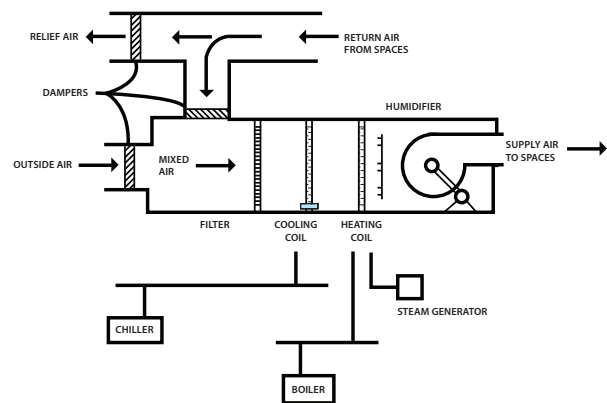 RELIEF AIR
RETURN AIR
FROM SPACES
DAMPERS
HUMIDIFIER
OUTSIDE AIR
MIXED
AIR
SUPPLY AIR
TO SPACES
FILTER
COOLING
COIL
HEATING
COIL
STEAM GENERATOR
CHILLER
BOILER